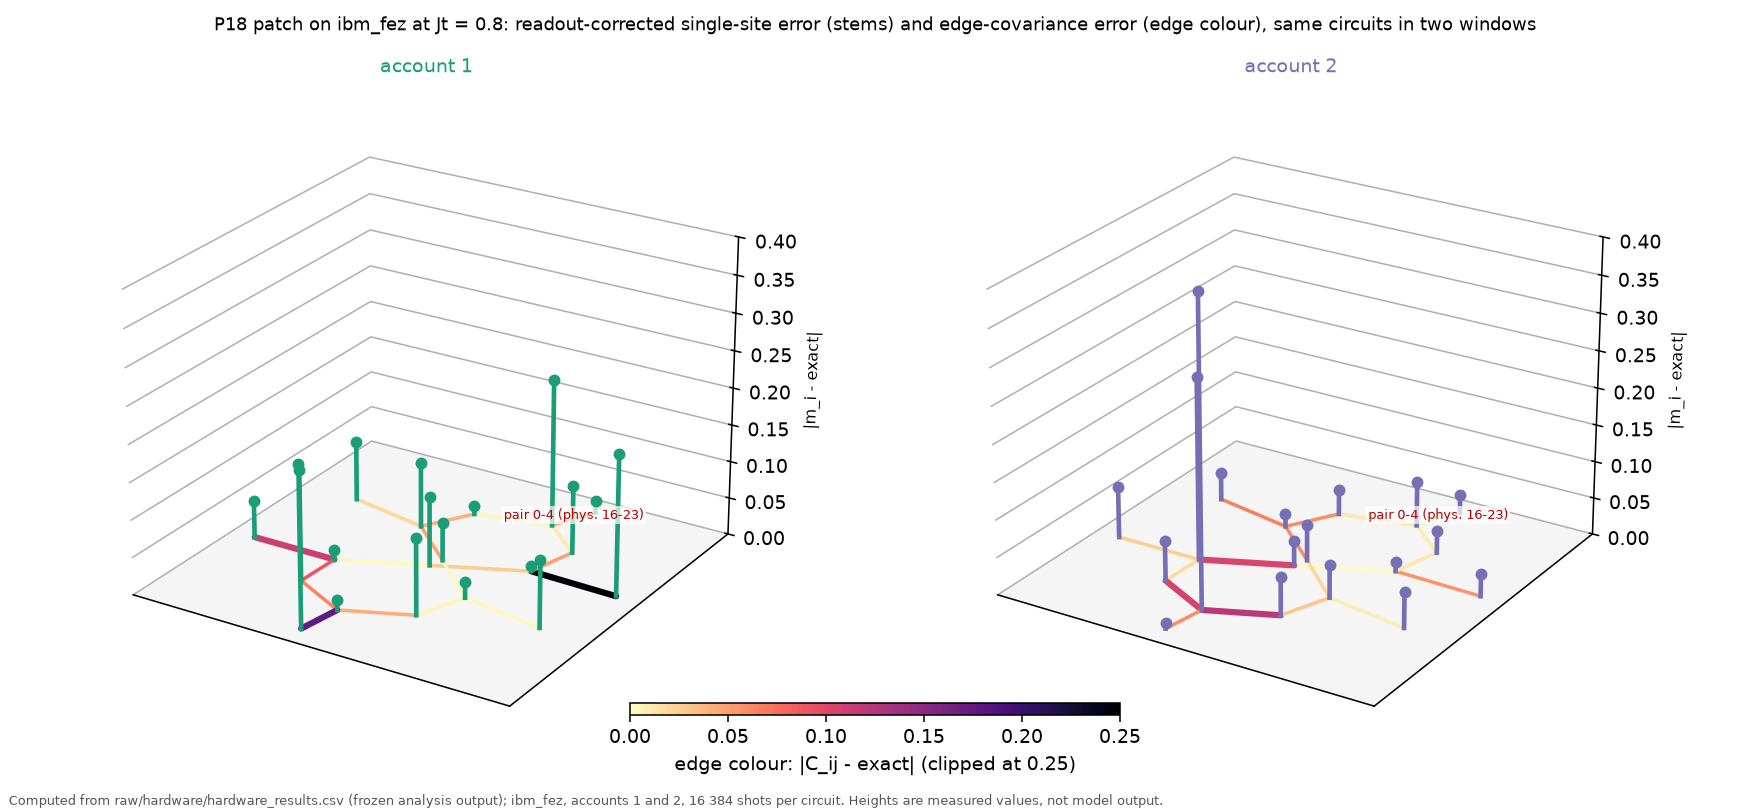 P18 patch on ibm_fez at Jt = 0.8: readout-corrected single-site error (stems) and edge-covariance error (edge colour), same circuits in two windows
account 1
account 2
0.40
0.35
0.30
0.25
0.20
0.15
0.10
0.05
0.00
|m_i - exact|
pair 0-4 (phys. 16-23)
0.40
0.35
0.30
0.25
0.20
0.15
0.10
0.05
0.00
|m_i - exact|
pair 0-4 (phys. 16-23)
0.00 0.05 0.10 0.15 0.20 0.25
edge colour: |C_ij - exact| (clipped at 0.25)
Computed from raw/hardware/hardware_results.csv (frozen analysis output); ibm_fez, accounts 1 and 2, 16 384 shots per circuit. Heights are measured values, not model output.